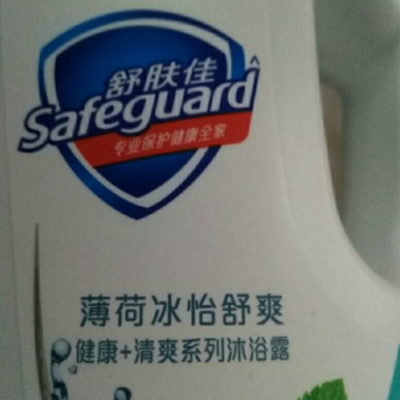 舒肤佳
Safeguard
专业保护健康全家
薄荷冰怡舒爽
健康+清爽系列沐浴露